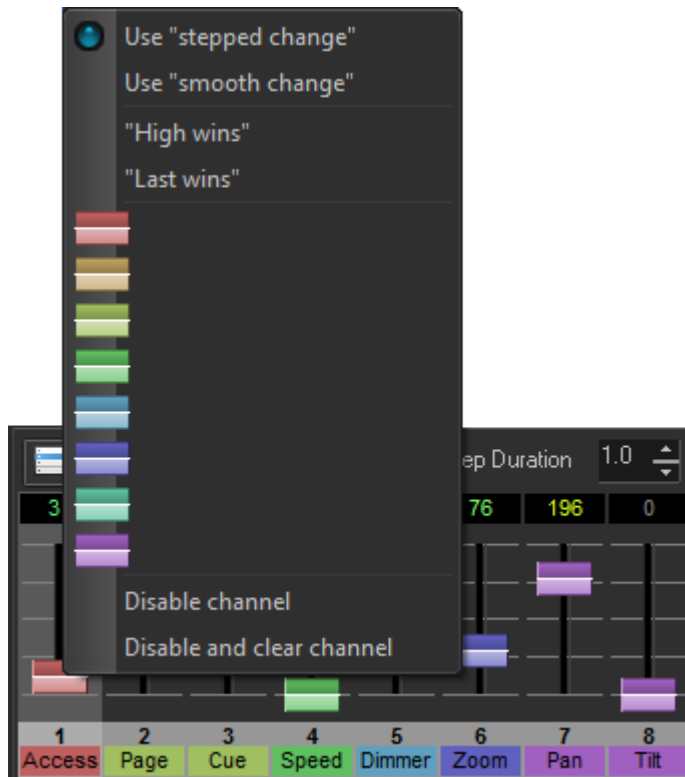 Use "stepped change"
Use "smooth change"
"High wins"
"Last wins"
ep Duration 1.0
3 76 196 0
Disable channel
Disable and clear channel
1 2 3 4 5 6 7 8
Access Page Cue Speed Dimmer Zoom Pan Tilt